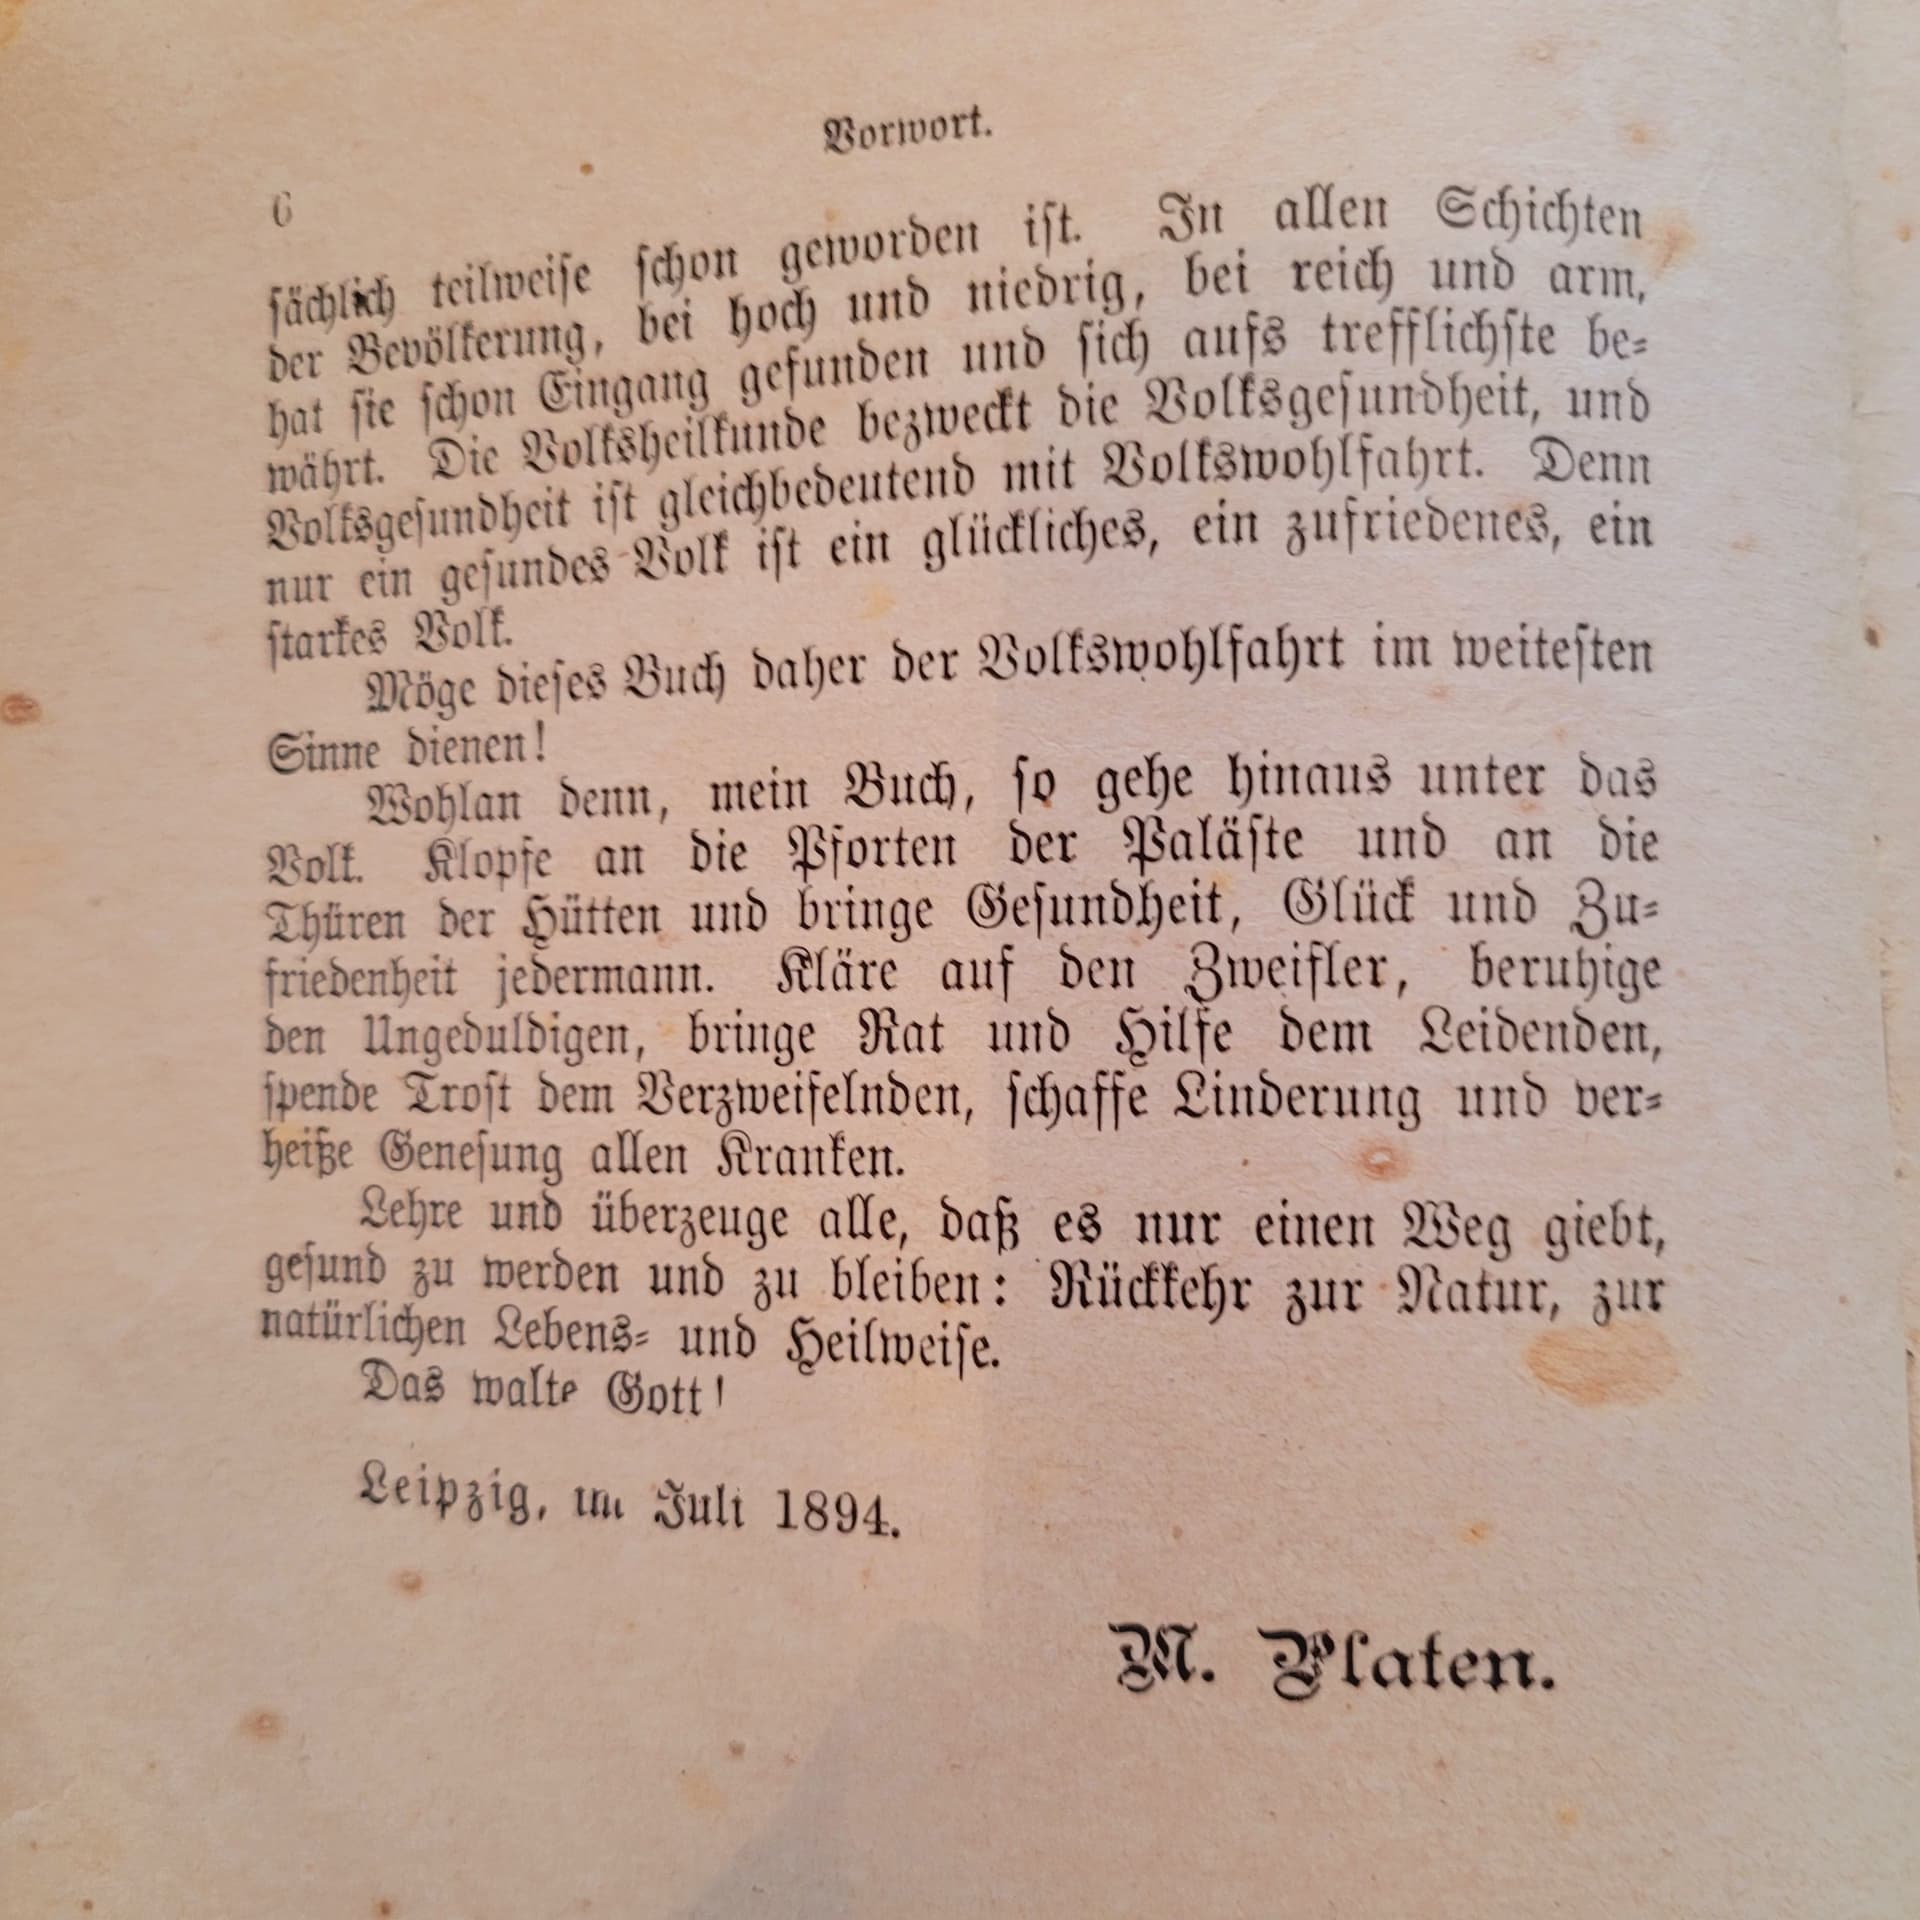 Vorwort.
6
sächlich teilweise schon geworden ist. In allen Schichten
der Bevölkerung, bei hoch und niedrig, bei reich und arm,
hat sie schon Eingang gefunden und sich aufs trefflichste be-
währt. Die Volksheilkunde bezweckt die Volksgesundheit, und
Volksgesundheit ist gleichbedeutend mit Volkswohlfahrt. Denn
nur ein gesundes Volk ist ein glückliches, ein zufriedenes, ein
starkes Volk.
Möge dieses Buch daher der Volkswohlfahrt im weitesten
Sinne dienen!
Wohlan denn, mein Buch, so gehe hinaus unter das
Volk. Klopfe an die Pforten der Paläste und an die
Thüren der Hütten und bringe Gesundheit, Glück und Zu-
friedenheit jedermann. Kläre auf den Zweifler, beruhige
den Ungeduldigen, bringe Rat und Hilfe dem Leidenden,
spende Trost dem Verzweifelnden, schaffe Linderung und ver-
heiße Genesung allen Kranken.
Lehre und überzeuge alle, daß es nur einen Weg giebt,
gesund zu werden und zu bleiben: Rückkehr zur Natur, zur
natürlichen Lebens- und Heilweise.
Das walte Gott!
Leipzig, im Juli 1894.
M. Platen.